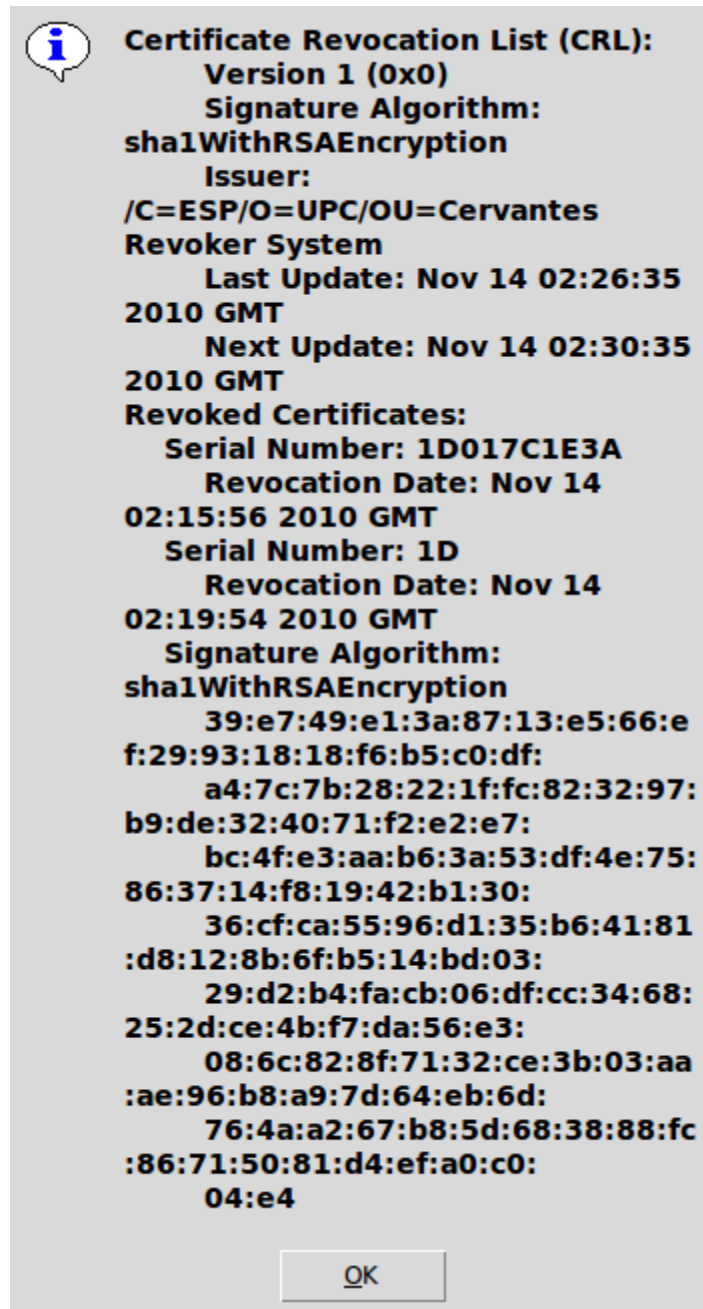 Certificate Revocation List (CRL):
Version 1 (0x0)
Signature Algorithm:
sha1WithRSAEncryption
Issuer:
/C=ESP/O=UPC/OU=Cervantes
Revoker System
Last Update: Nov 14 02:26:35
2010 GMT
Next Update: Nov 14 02:30:35
2010 GMT
Revoked Certificates:
Serial Number: 1D017C1E3A
Revocation Date: Nov 14
02:15:56 2010 GMT
Serial Number: 1D
Revocation Date: Nov 14
02:19:54 2010 GMT
Signature Algorithm:
sha1WithRSAEncryption
39:e7:49:e1:3a:87:13:e5:66:e
f:29:93:18:18:f6:b5:c0:df:
a4:7c:7b:28:22:1f:fc:82:32:97:
b9:de:32:40:71:f2:e2:e7:
bc:4f:e3:aa:b6:3a:53:df:4e:75:
86:37:14:f8:19:42:b1:30:
36:cf:ca:55:96:d1:35:b6:41:81
:d8:12:8b:6f:b5:14:bd:03:
29:d2:b4:fa:cb:06:df:cc:34:68:
25:2d:ce:4b:f7:da:56:e3:
08:6c:82:8f:71:32:ce:3b:03:aa
:ae:96:b8:a9:7d:64:eb:6d:
76:4a:a2:67:b8:5d:68:38:88:fc
:86:71:50:81:d4:ef:a0:c0:
04:e4
OK